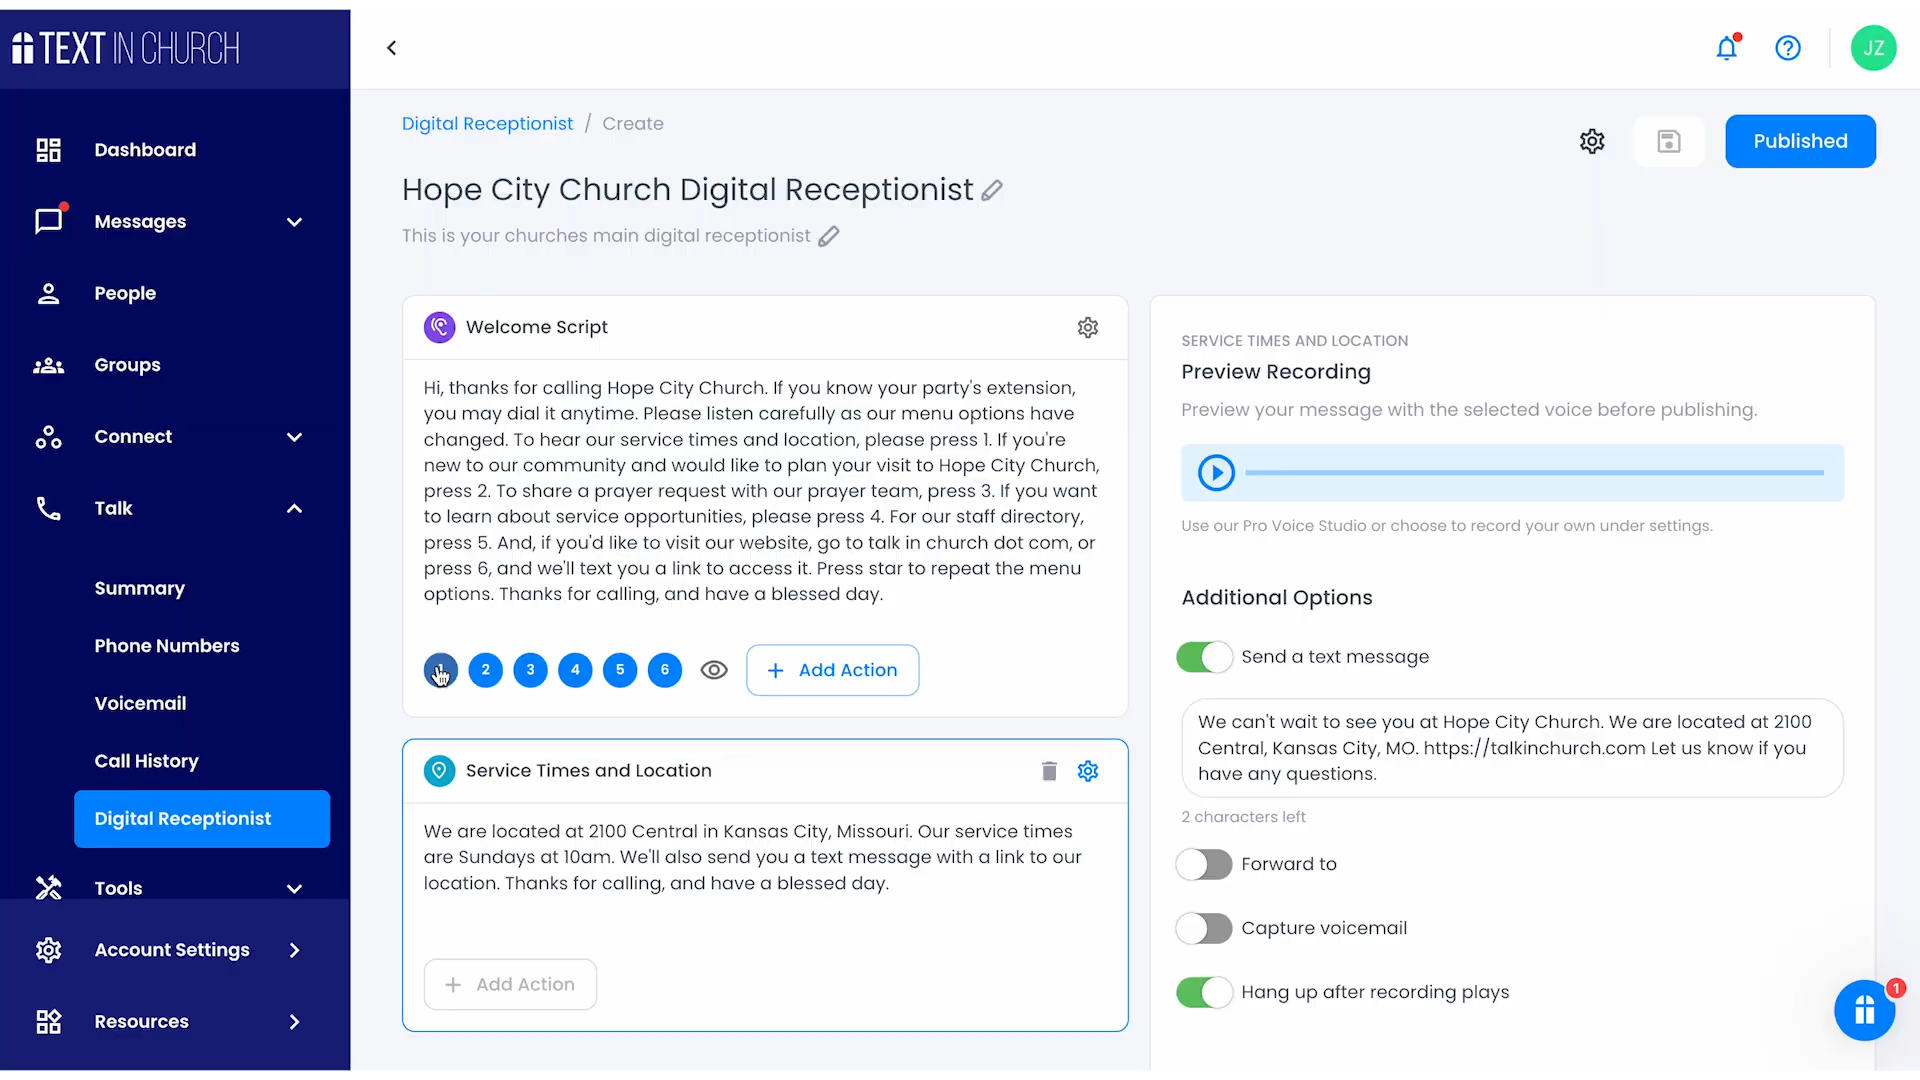 TEXT IN CHURCH
JZ
Dashboard
Messages
People
Groups
Connect
Talk
Summary
Phone Numbers
Voicemail
Call History
Digital Receptionist
Tools
Account Settings
Resources
Digital Receptionist / Create
Published
Hope City Church Digital Receptionist
This is your churches main digital receptionist
Welcome Script
Hi, thanks for calling Hope City Church. If you know your party's extension,
you may dial it anytime. Please listen carefully as our menu options have
changed. To hear our service times and location, please press 1. If you're
new to our community and would like to plan your visit to Hope City Church,
press 2. To share a prayer request with our prayer team, press 3. If you want
to learn about service opportunities, please press 4. For our staff directory,
press 5. And, if you'd like to visit our website, go to talk in church dot com, or
press 6, and we'll text you a link to access it. Press star to repeat the menu
options. Thanks for calling, and have a blessed day.
1 2 3 4 5 6 + Add Action
Service Times and Location
We are located at 2100 Central in Kansas City, Missouri. Our service times
are Sundays at 10am. We'll also send you a text message with a link to our
location. Thanks for calling, and have a blessed day.
+ Add Action
SERVICE TIMES AND LOCATION
Preview Recording
Preview your message with the selected voice before publishing.
Use our Pro Voice Studio or choose to record your own under settings.
Additional Options
Send a text message
We can't wait to see you at Hope City Church. We are located at 2100
Central, Kansas City, MO. https://talkinchurch.com Let us know if you
have any questions.
2 characters left
Forward to
Capture voicemail
Hang up after recording plays
1